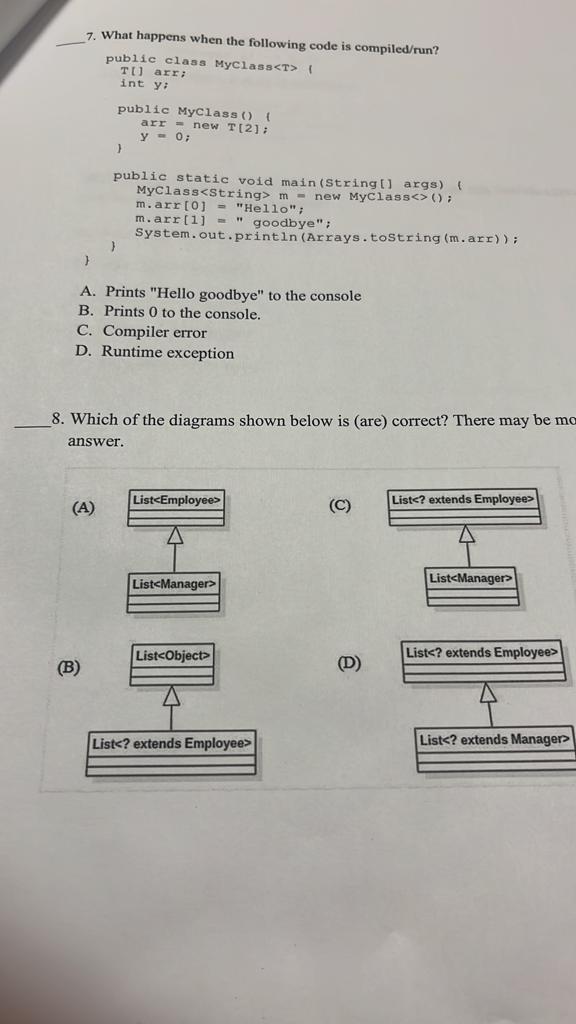 7. What happens when the following code is compiled/run?
public class MyClass<T> {
T[] arr;
int y;
public MyClass() {
arr = new T[2];
y = 0;
}
public static void main(String[] args) {
MyClass<String> m = new MyClass<>();
m.arr[0] = "Hello";
m.arr[1] = " goodbye";
System.out.println(Arrays.toString(m.arr));
}
}
A. Prints "Hello goodbye" to the console
B. Prints 0 to the console.
C. Compiler error
D. Runtime exception
8. Which of the diagrams shown below is (are) correct? There may be mo
answer.
(A)
List<Employee>
List<Manager>
(C)
List<? extends Employee>
List<Manager>
(B)
List<Object>
List<? extends Employee>
(D)
List<? extends Employee>
List<? extends Manager>